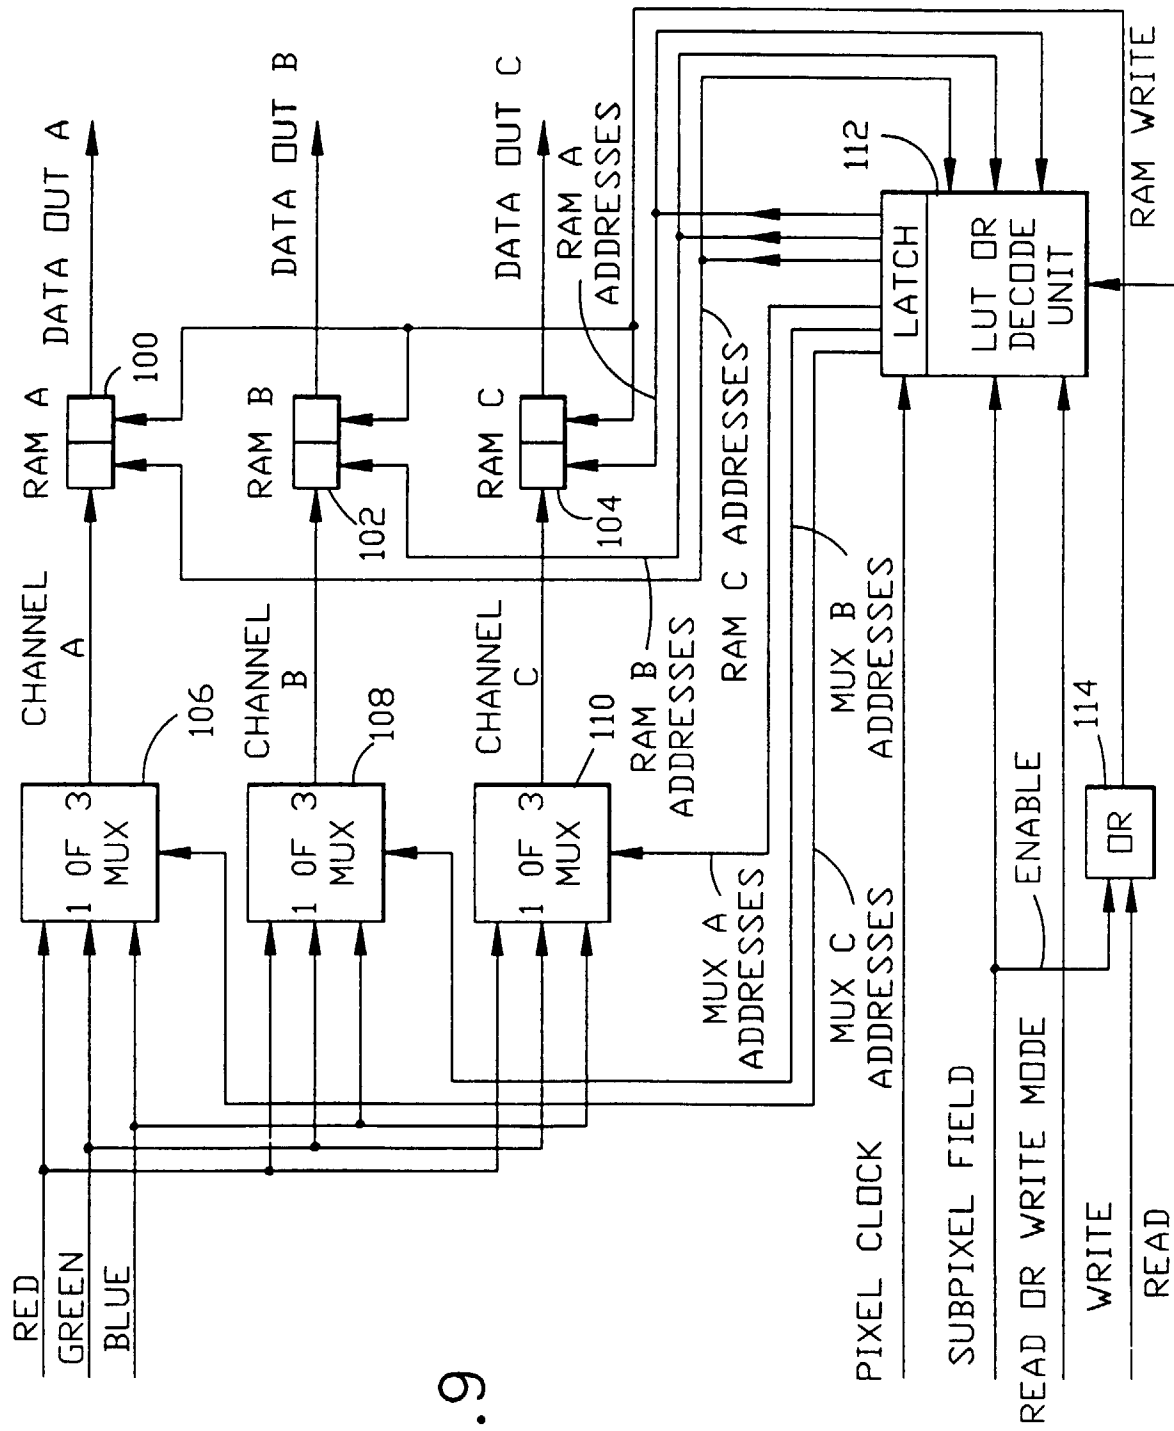 RED
GREEN
BLUE
1 OF 3
MUX
106
CHANNEL
A
RAM A
100
DATA OUT A
1 OF 3
MUX
108
CHANNEL
B
RAM B
102
DATA OUT B
1 OF 3
MUX
110
CHANNEL
C
RAM C
104
DATA OUT C
RAM A
ADDRESSES
RAM B
ADDRESSES
RAM C ADDRESSES
MUX A
ADDRESSES
MUX B
ADDRESSES
MUX C
ADDRESSES
PIXEL CLOCK
SUBPIXEL FIELD
READ OR WRITE MODE
WRITE
READ
ENABLE
OR
114
LATCH
LUT OR
DECODE
UNIT
112
RAM WRITE
.9